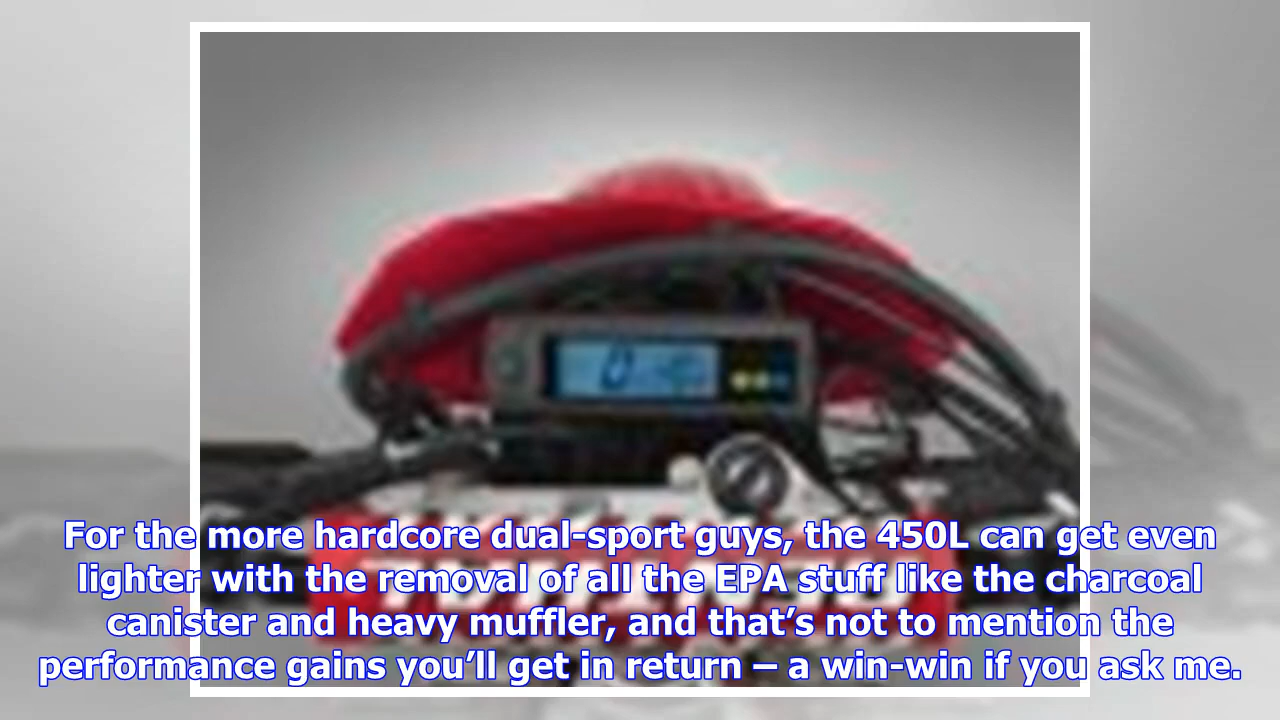 0
For the more hardcore dual-sport guys, the 450L can get even
lighter with the removal of all the EPA stuff like the charcoal
canister and heavy muffler, and that’s not to mention the
performance gains you’ll get in return – a win-win if you ask me.